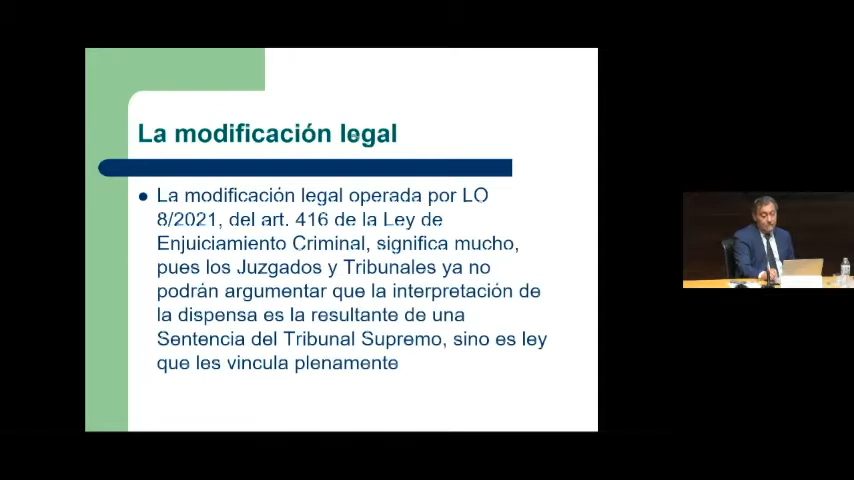 La modificación legal
La modificación legal operada por LO
8/2021, del art. 416 de la Ley de
Enjuiciamiento Criminal, significa mucho,
pues los Juzgados y Tribunales ya no
podrán argumentar que la interpretación de
la dispensa es la resultante de una
Sentencia del Tribunal Supremo, sino es ley
que les vincula plenamente